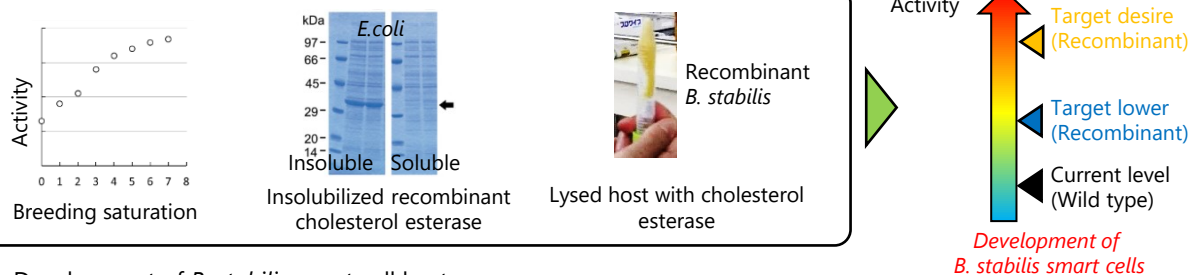 Activity
0 1 2 3 4 5 6 7 8
Breeding saturation
kDa
97
66
45
29
20
14
E.coli
Insoluble Soluble
Insolubilized recombinant
cholesterol esterase
Recombinant
B. stabilis
Lysed host with cholesterol
esterase
Activity
Target desire
(Recombinant)
Target lower
(Recombinant)
Current level
(Wild type)
Development of
B. stabilis smart cells